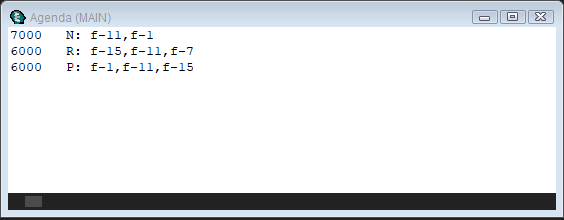 Agenda (MAIN)
7000   N: f-11,f-1
6000   R: f-15,f-11,f-7
6000   P: f-1,f-11,f-15